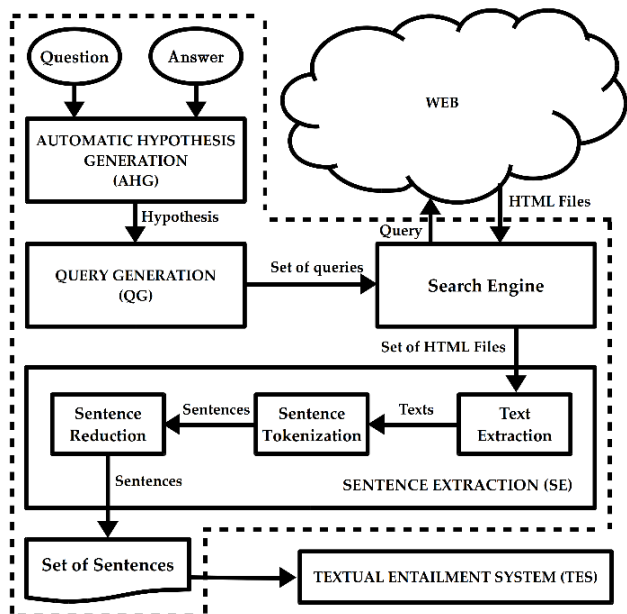 Question
Answer
AUTOMATIC HYPOTHESIS
GENERATION
(AHG)
Hypothesis
WEB
HTML Files
Query
QUERY GENERATION
(QG)
Set of queries
Search Engine
Set of HTML Files
Sentence
Reduction
Sentences
Sentence
Tokenization
Texts
Text
Extraction
Sentences
SENTENCE EXTRACTION (SE)
Set of Sentences
TEXTUAL ENTAILMENT SYSTEM (TES)